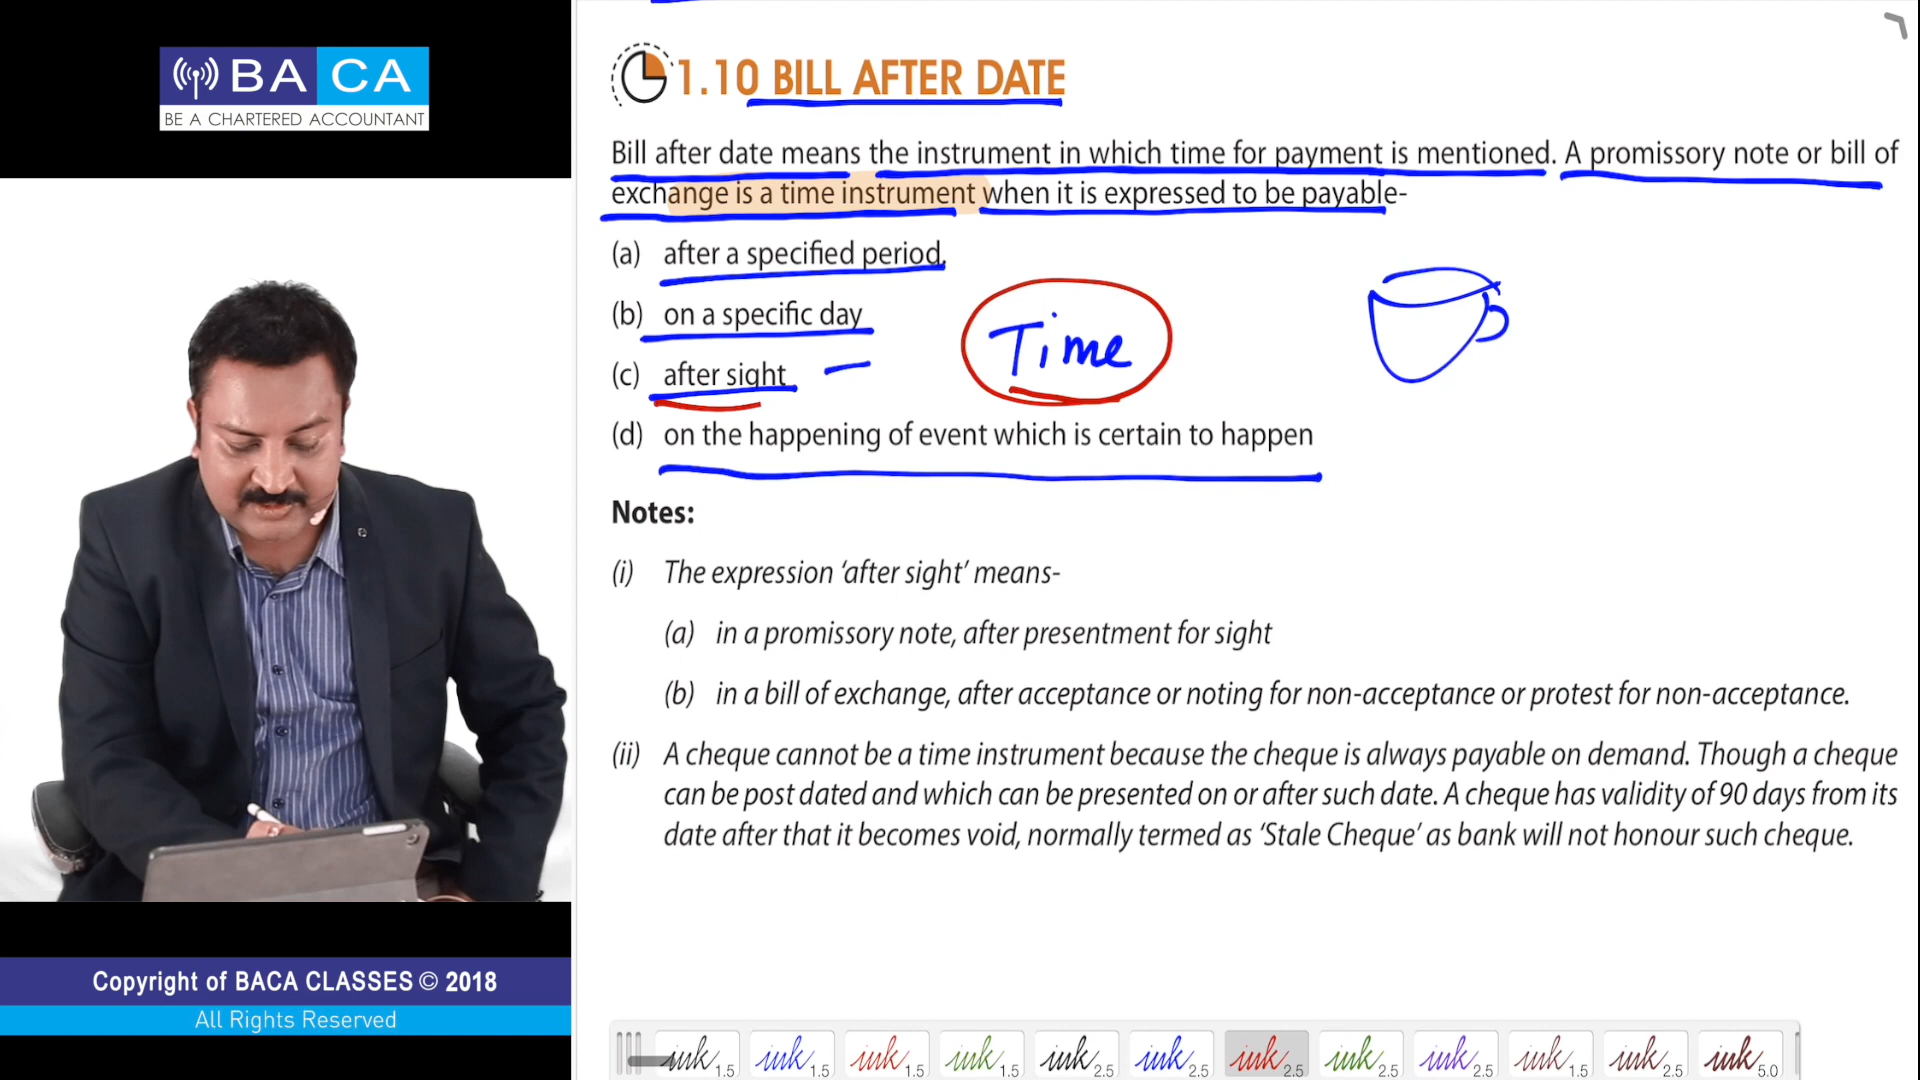 BA CA
BE A CHARTERED ACCOUNTANT
1.10 BILL AFTER DATE
Bill after date means the instrument in which time for payment is mentioned. A promissory note or bill of
exchange is a time instrument when it is expressed to be payable-
(a) after a specified period.
(b) on a specific day
(c) after sight
(d) on the happening of event which is certain to happen
Time
Notes:
(i) The expression ‘after sight’ means-
(a) in a promissory note, after presentment for sight
(b) in a bill of exchange, after acceptance or noting for non-acceptance or protest for non-acceptance.
(ii) A cheque cannot be a time instrument because the cheque is always payable on demand. Though a cheque
can be post dated and which can be presented on or after such date. A cheque has validity of 90 days from its
date after that it becomes void, normally termed as ‘Stale Cheque’ as bank will not honour such cheque.
Copyright of BACA CLASSES © 2018
All Rights Reserved
ink 1.5 ink 1.5 ink 1.5 ink 1.5 ink 2.5 ink 2.5 ink 2.5 ink 2.5 ink 2.5 ink 1.5 ink 2.5 ink 5.0